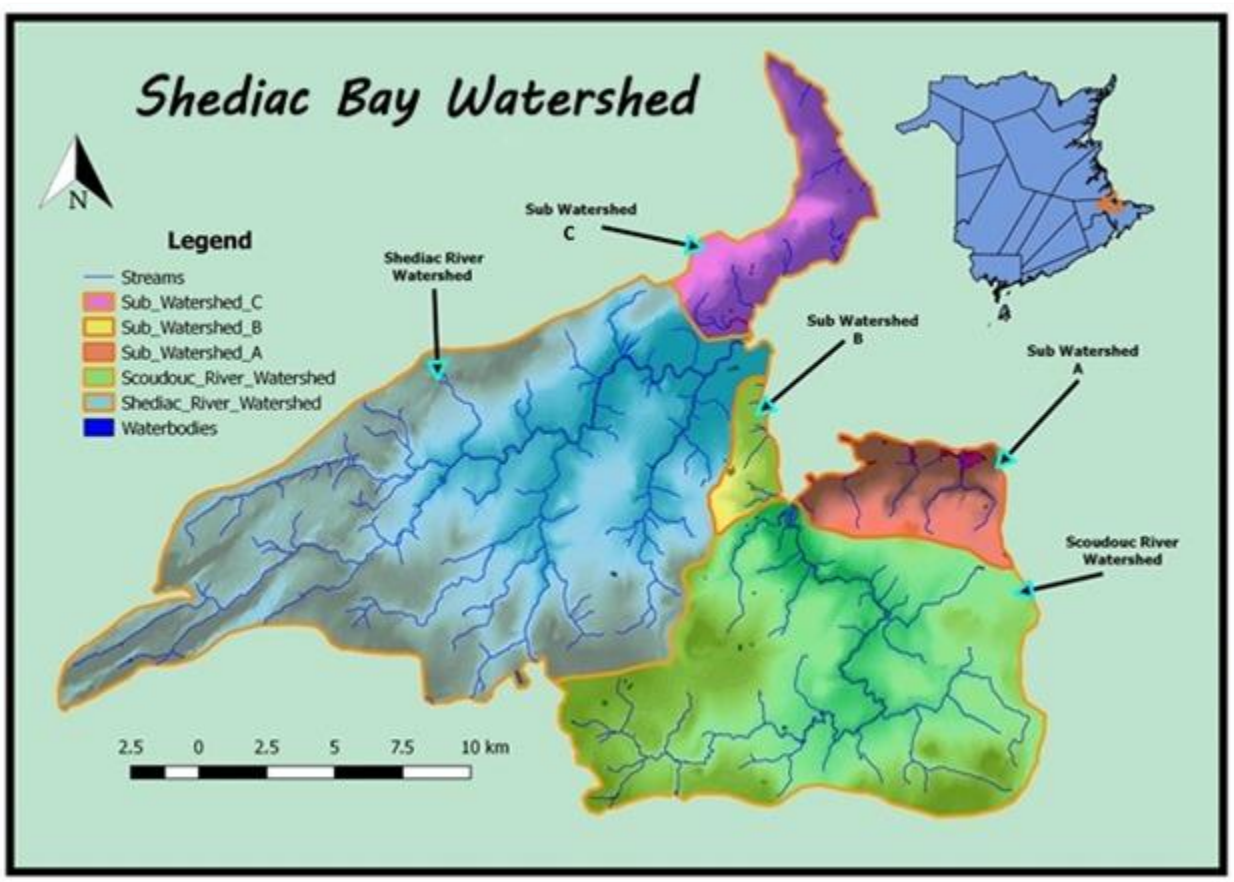 Shediac Bay Watershed
N
Legend
Streams
Sub_Watershed_C
Sub_Watershed_B
Sub_Watershed_A
Scoudouc_River_Watershed
Shediac_River_Watershed
Waterbodies
Shediac River
Watershed
Sub Watershed
C
Sub Watershed
B
Sub Watershed
A
Scoudouc River
Watershed
2.5 0 2.5 5 7.5 10 km